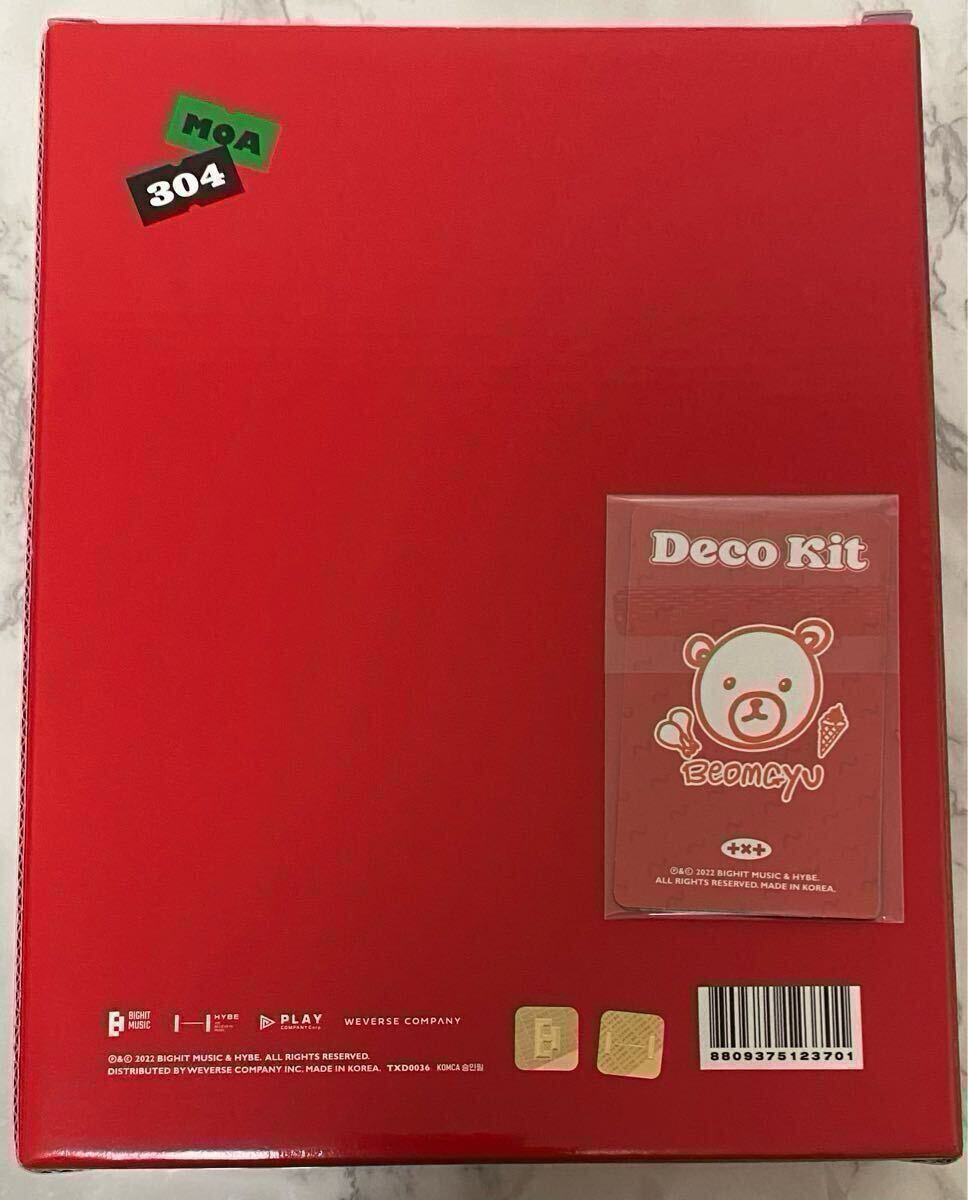 MOA
304
Deco Kit
BEOMGYU
+x+
Ⓟ&© 2022 BIGHIT MUSIC & HYBE.
ALL RIGHTS RESERVED. MADE IN KOREA.
BIGHIT
MUSIC
HYBE
PLAY
COMPANY Corp.
WEVERSE COMPANY
Ⓟ&© 2022 BIGHIT MUSIC & HYBE. ALL RIGHTS RESERVED.
DISTRIBUTED BY WEVERSE COMPANY INC. MADE IN KOREA. TXD0036 KOMCA 승인필
8809375123701